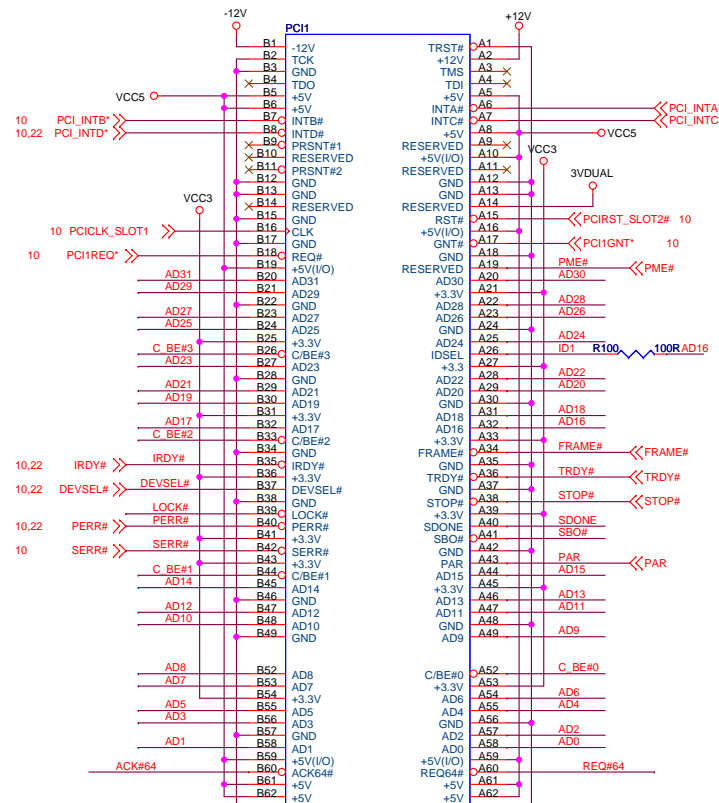 -12V +12V
PCI1
B1 -12V TRST# A1
B2 TCK +12V A2
B3 GND TMS A3
B4 TDO TDI A4
VCC5 B5 +5V +5V A5
B6 +5V INTA# A6 PCI_INTA
10 PCI_INTB* B7 INTB# INTC# A7 PCI_INTC
10,22 PCI_INTD* B8 INTD# +5V A8 VCC5
B9 PRSNT#1 RESERVED A9
B10 RESERVED +5V(I/O) A10 VCC3
B11 PRSNT#2 RESERVED A11
B12 GND GND A12
B13 GND GND A13 3VDUAL
VCC3 B14 RESERVED RESERVED A14
B15 GND RST# A15 PCIRST_SLOT2# 10
10 PCICLK_SLOT1 B16 CLK +5V(I/O) A16
B17 GND GNT# A17 PCI1GNT* 10
10 PCI1REQ* B18 REQ# GND A18
B19 +5V(I/O) RESERVED A19 PME# PME#
AD31 B20 AD31 AD30 A20 AD30
AD29 B21 AD29 +3.3V A21
B22 GND AD28 A22 AD28
AD27 B23 AD27 AD26 A23 AD26
AD25 B24 AD25 GND A24
B25 +3.3V AD24 A25 AD24
C_BE#3 B26 C/BE#3 IDSEL A26 ID1 R100 100R AD16
AD23 B27 AD23 +3.3 A27
B28 GND AD22 A28 AD22
AD21 B29 AD21 AD20 A29 AD20
AD19 B30 AD19 GND A30
B31 +3.3V AD18 A31 AD18
AD17 B32 AD17 AD16 A32 AD16
C_BE#2 B33 C/BE#2 +3.3V A33
B34 GND FRAME# A34 FRAME# FRAME#
10,22 IRDY# IRDY# B35 IRDY# GND A35
B36 +3.3V TRDY# A36 TRDY# TRDY#
10,22 DEVSEL# DEVSEL# B37 DEVSEL# GND A37
B38 GND STOP# A38 STOP# STOP#
LOCK# B39 LOCK# +3.3V A39
10,22 PERR# PERR# B40 PERR# SDONE A40 SDONE
B41 +3.3V SBO# A41 SBO#
10 SERR# SERR# B42 SERR# GND A42
B43 +3.3V PAR A43 PAR PAR
C_BE#1 B44 C/BE#1 AD15 A44 AD15
AD14 B45 AD14 +3.3V A45
B46 GND AD13 A46 AD13
AD12 B47 AD12 AD11 A47 AD11
AD10 B48 AD10 GND A48
B49 GND AD9 A49 AD9
AD8 B52 AD8 C/BE#0 A52 C_BE#0
AD7 B53 AD7 +3.3V A53
B54 +3.3V AD6 A54 AD6
AD5 B55 AD5 AD4 A55 AD4
AD3 B56 AD3 GND A56
B57 GND AD2 A57 AD2
AD1 B58 AD1 AD0 A58 AD0
B59 +5V(I/O) +5V(I/O) A59
ACK#64 B60 ACK64# REQ64# A60 REQ#64
B61 +5V +5V A61
B62 +5V +5V A62